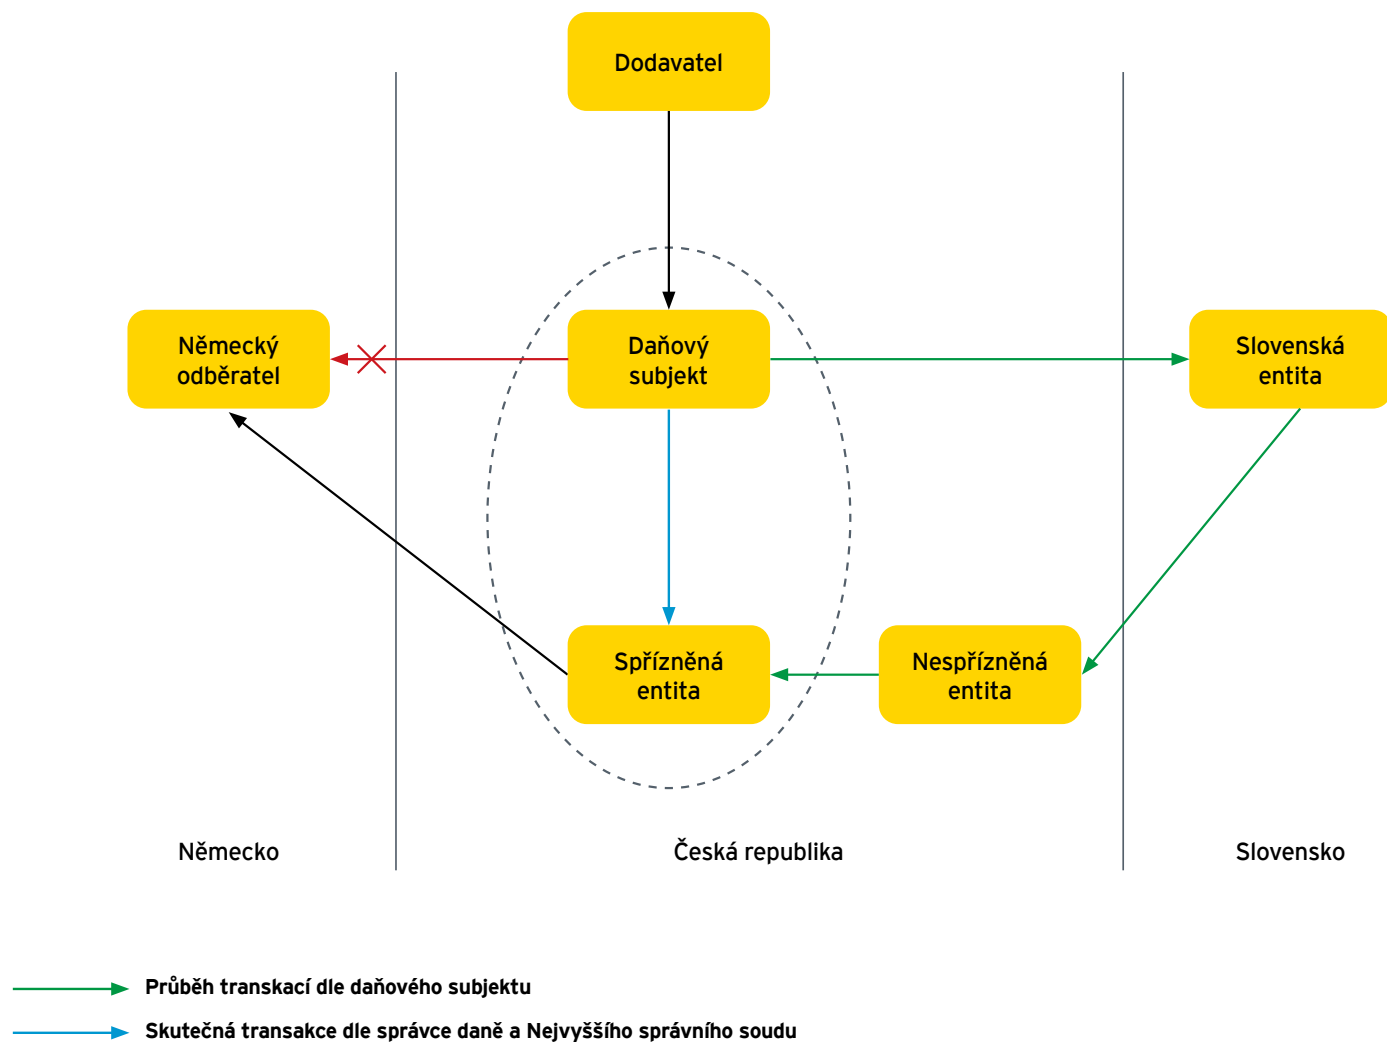 Dodavatel
Německý
odběratel
Daňový
subjekt
Slovenská
entita
Spřízněná
entita
Nespřízněná
entita
Německo
Česká republika
Slovensko
Průběh transkací dle daňového subjektu
Skutečná transakce dle správce daně a Nejvyššího správního soudu